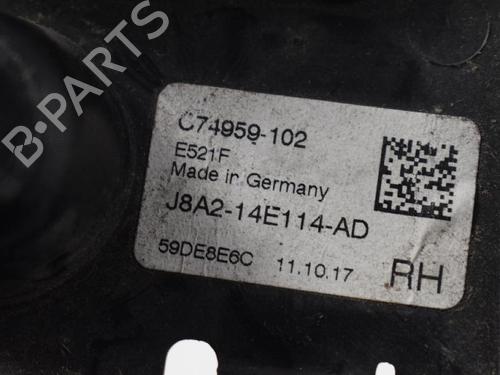 B-PARTS
C74959-102
E521F
Made in Germany
J8A2-14E114-AD
59DE8E6C 11.10.17 RH